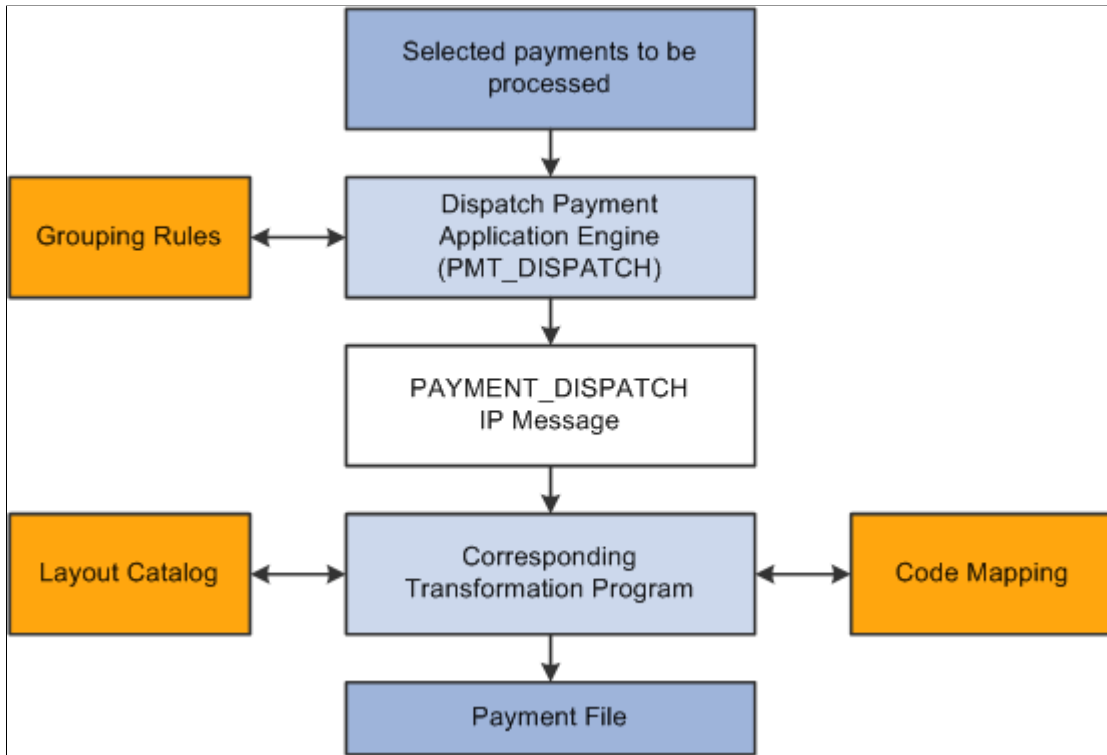 Selected payments to be
processed
Grouping Rules
Dispatch Payment
Application Engine
(PMT_DISPATCH)
PAYMENT_DISPATCH
IP Message
Layout Catalog
Corresponding
Transformation Program
Code Mapping
Payment File